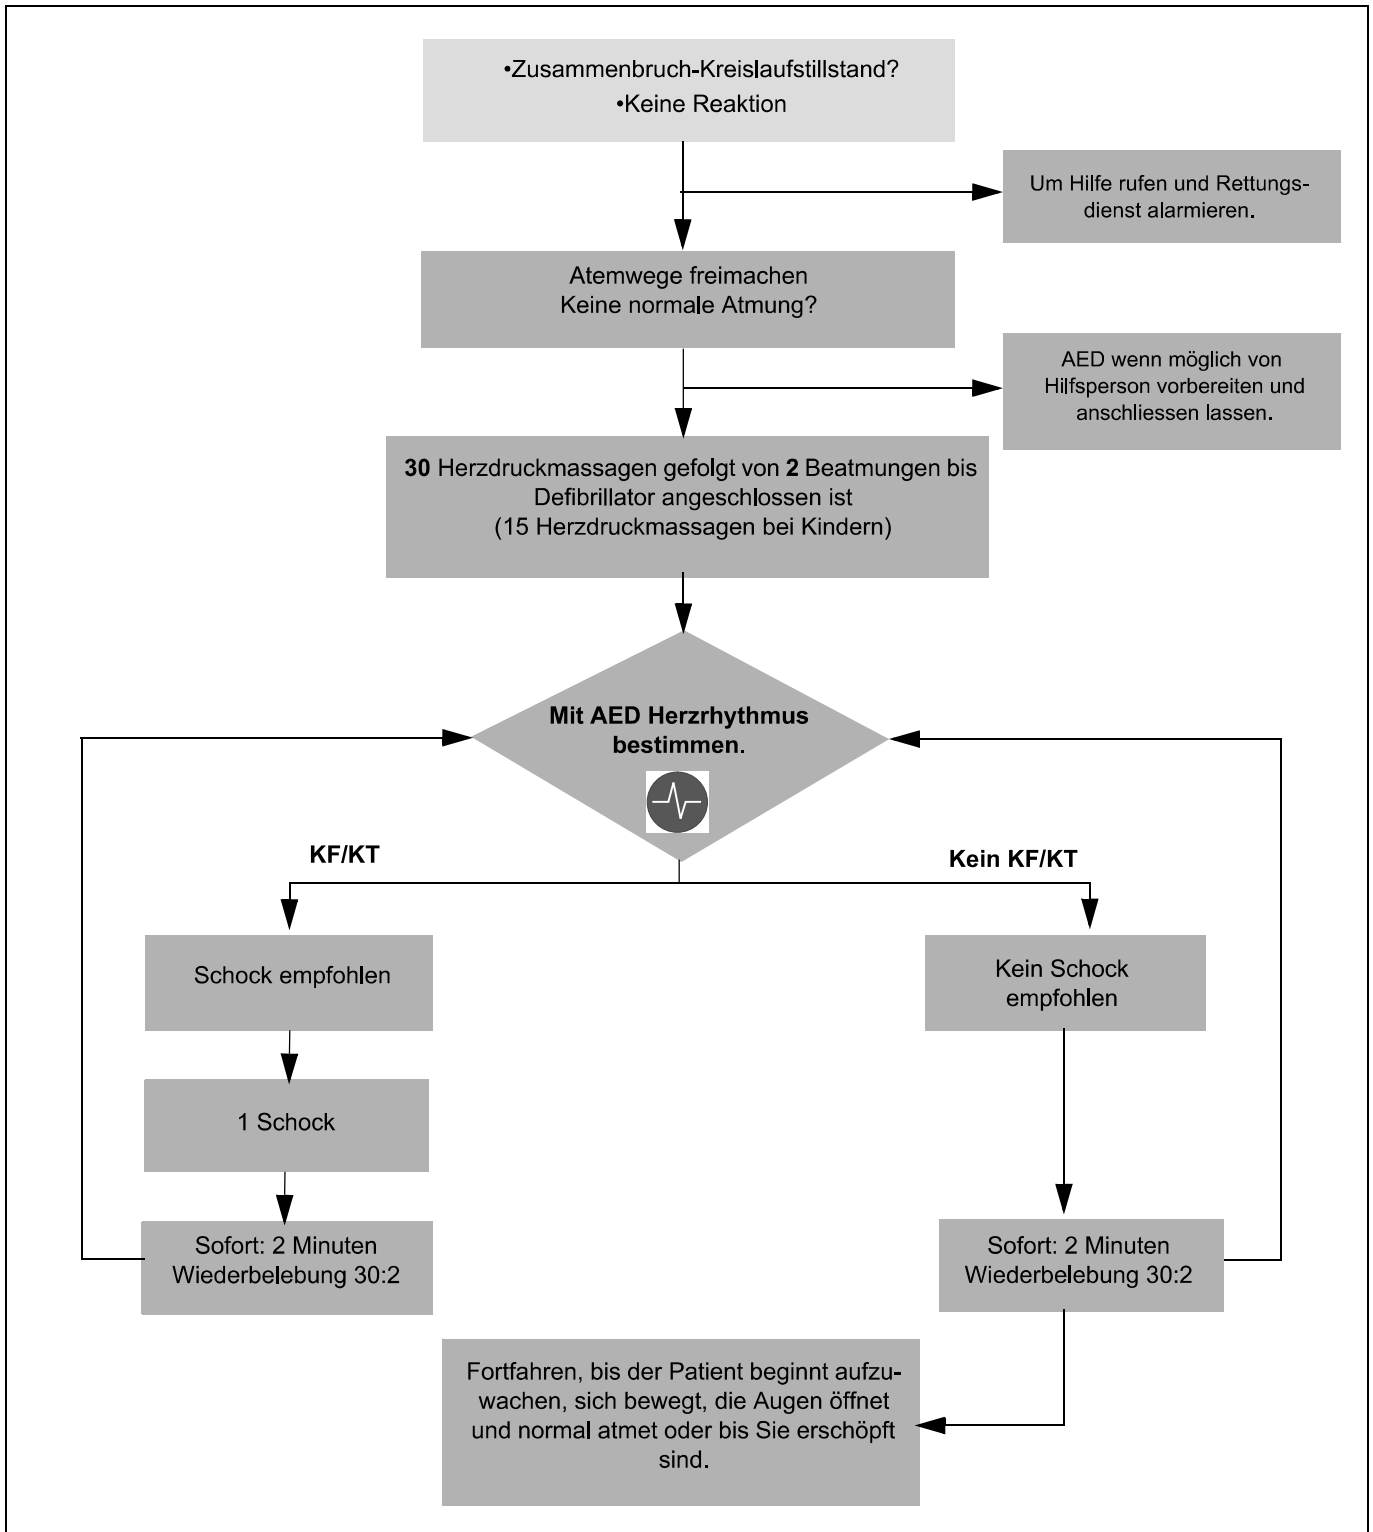 •Zusammenbruch-Kreislaufstillstand?
•Keine Reaktion
Um Hilfe rufen und Rettungs-
dienst alarmieren.
Atemwege freimachen
Keine normale Atmung?
AED wenn möglich von
Hilfsperson vorbereiten und
anschliessen lassen.
30 Herzdruckmassagen gefolgt von 2 Beatmungen bis
Defibrillator angeschlossen ist
(15 Herzdruckmassagen bei Kindern)
Mit AED Herzrhythmus
bestimmen.
KF/KT
Kein KF/KT
Schock empfohlen
Kein Schock
empfohlen
1 Schock
Sofort: 2 Minuten
Wiederbelebung 30:2
Sofort: 2 Minuten
Wiederbelebung 30:2
Fortfahren, bis der Patient beginnt aufzu-
wachen, sich bewegt, die Augen öffnet
und normal atmet oder bis Sie erschöpft
sind.